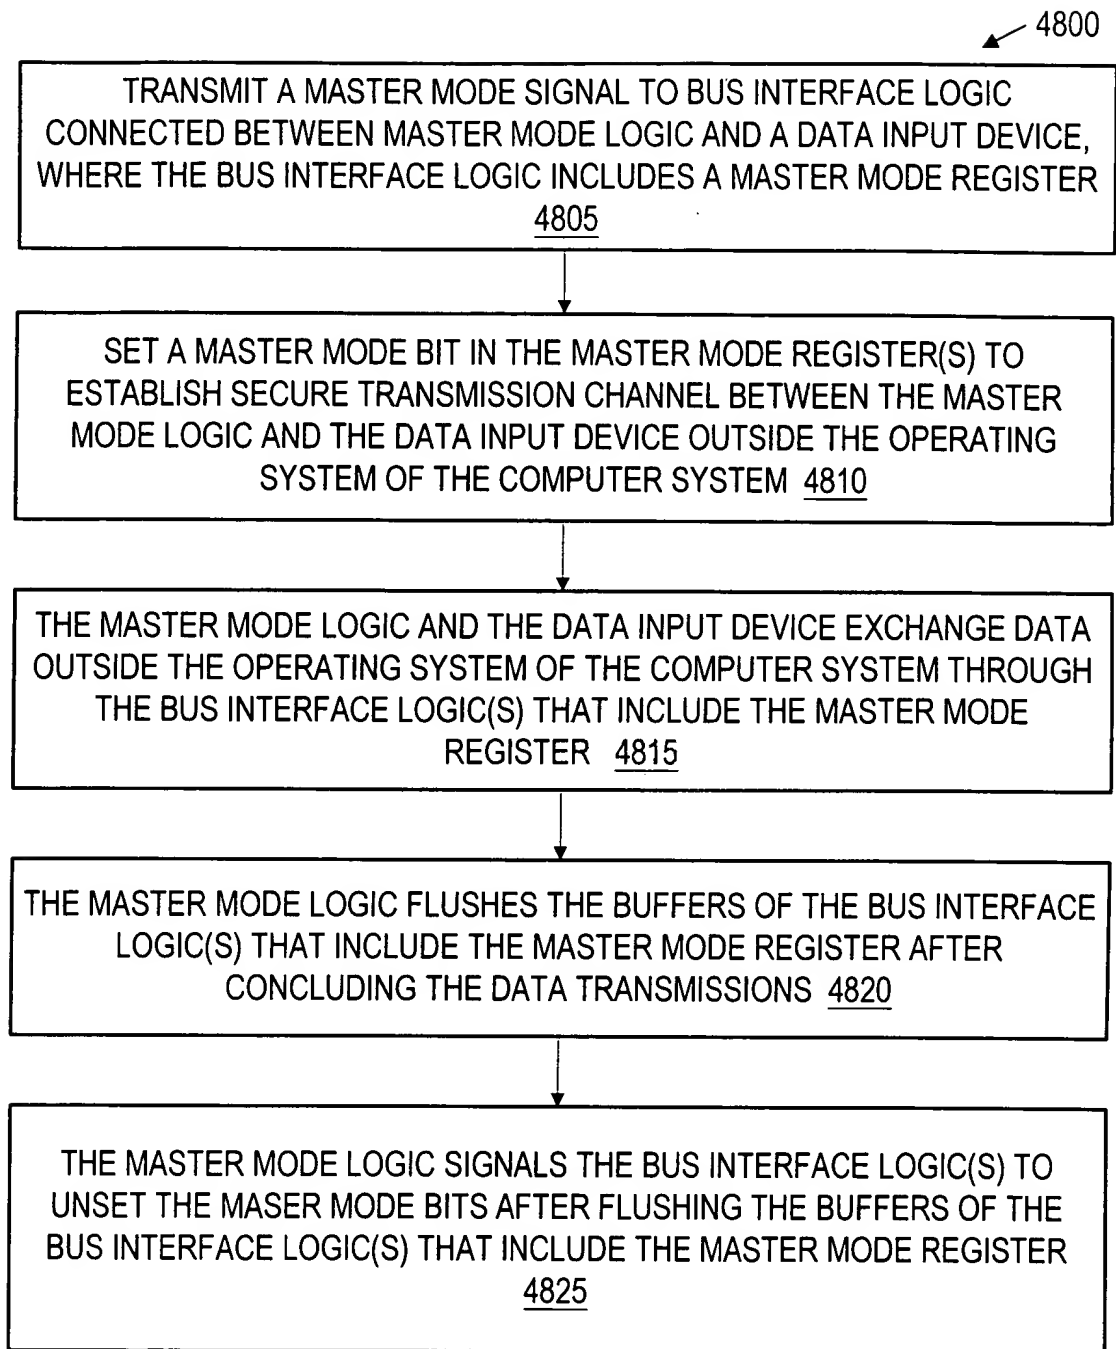 4800
TRANSMIT A MASTER MODE SIGNAL TO BUS INTERFACE LOGIC
CONNECTED BETWEEN MASTER MODE LOGIC AND A DATA INPUT DEVICE,
WHERE THE BUS INTERFACE LOGIC INCLUDES A MASTER MODE REGISTER
4805
SET A MASTER MODE BIT IN THE MASTER MODE REGISTER(S) TO
ESTABLISH SECURE TRANSMISSION CHANNEL BETWEEN THE MASTER
MODE LOGIC AND THE DATA INPUT DEVICE OUTSIDE THE OPERATING
SYSTEM OF THE COMPUTER SYSTEM 4810
THE MASTER MODE LOGIC AND THE DATA INPUT DEVICE EXCHANGE DATA
OUTSIDE THE OPERATING SYSTEM OF THE COMPUTER SYSTEM THROUGH
THE BUS INTERFACE LOGIC(S) THAT INCLUDE THE MASTER MODE
REGISTER 4815
THE MASTER MODE LOGIC FLUSHES THE BUFFERS OF THE BUS INTERFACE
LOGIC(S) THAT INCLUDE THE MASTER MODE REGISTER AFTER
CONCLUDING THE DATA TRANSMISSIONS 4820
THE MASTER MODE LOGIC SIGNALS THE BUS INTERFACE LOGIC(S) TO
UNSET THE MASER MODE BITS AFTER FLUSHING THE BUFFERS OF THE
BUS INTERFACE LOGIC(S) THAT INCLUDE THE MASTER MODE REGISTER
4825